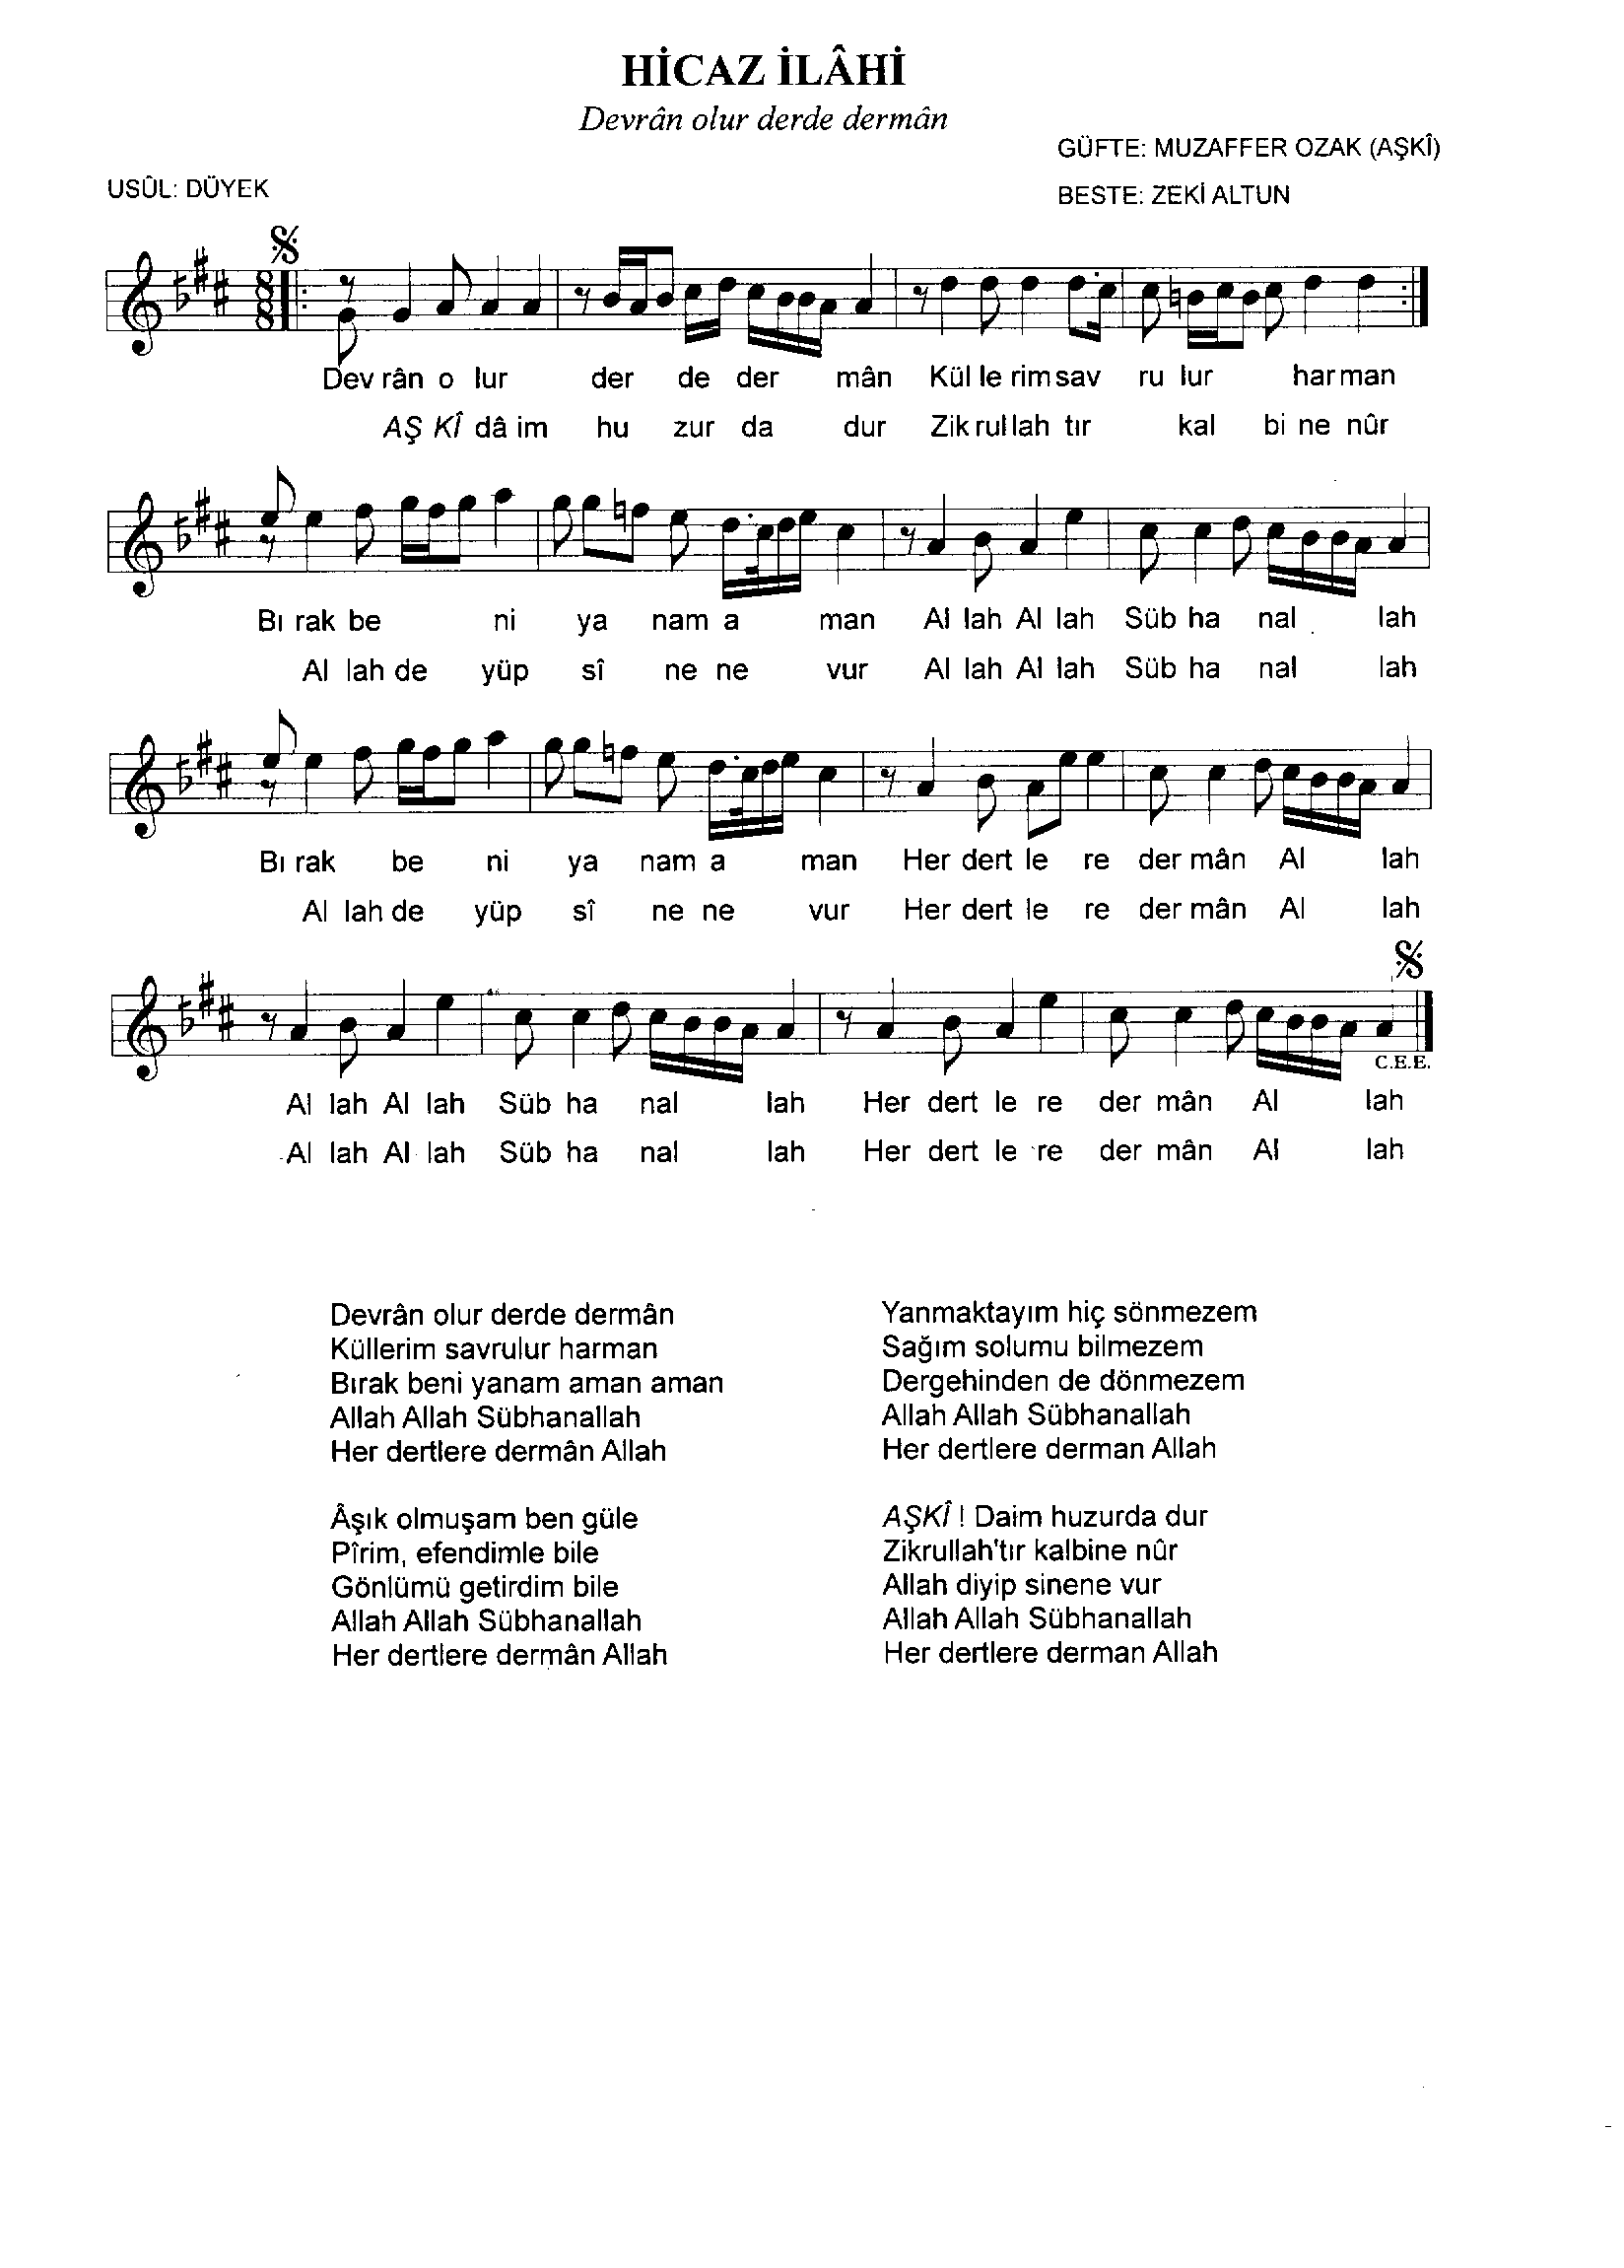 HİCAZ İLÂHİ
Devrân olur derde dermân
GÜFTE: MUZAFFER OZAK (AŞKÎ)
USÛL: DÜYEK
BESTE: ZEKİ ALTUN
8
8
Dev rân o lur der de der mân Kül le rim sav ru lur har man
AŞ KÎ dâ im hu zur da dur Zik rul lah tır kal bi ne nûr
Bı rak be ni ya nam a man Al lah Al lah Süb ha nal lah
Al lah de yüp sî ne ne vur Al lah Al lah Süb ha nal lah
Bı rak be ni ya nam a man Her dert le re der mân Al lah
Al lah de yüp sî ne ne vur Her dert le re der mân Al lah
C.E.E.
Al lah Al lah Süb ha nal lah Her dert le re der mân Al lah
Al lah Al lah Süb ha nal lah Her dert le re der mân Al lah
Devrân olur derde dermân
Küllerim savrulur harman
Bırak beni yanam aman aman
Allah Allah Sübhanallah
Her dertlere dermân Allah
Âşık olmuşam ben güle
Pîrim, efendimle bile
Gönlümü getirdim bile
Allah Allah Sübhanallah
Her dertlere dermân Allah
Yanmaktayım hiç sönmezem
Sağım solumu bilmezem
Dergehinden de dönmezem
Allah Allah Sübhanallah
Her dertlere derman Allah
AŞKÎ ! Daim huzurda dur
Zikrullah'tır kalbine nûr
Allah diyip sinene vur
Allah Allah Sübhanallah
Her dertlere derman Allah